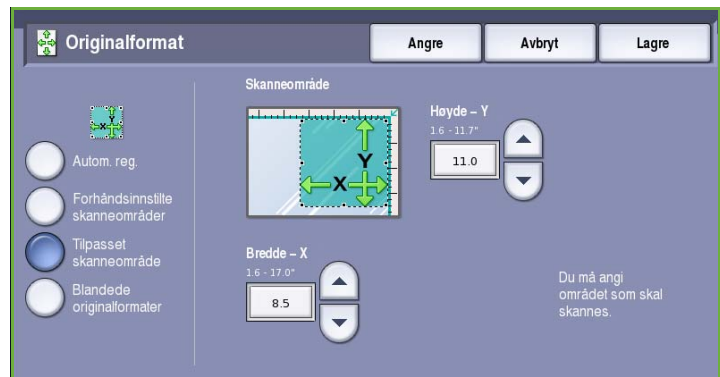 Originalformat
Angre
Avbryt
Lagre
Autom. reg.
Forhåndsinnstilte
skanneområder
Tilpasset
skanneområde
Blandede
originalformater
Skanneområde
Y
X
Høyde – Y
1.6 - 11.7"
11.0
Bredde – X
1.6 - 17.0"
8.5
Du må angi
området som skal
skannes.